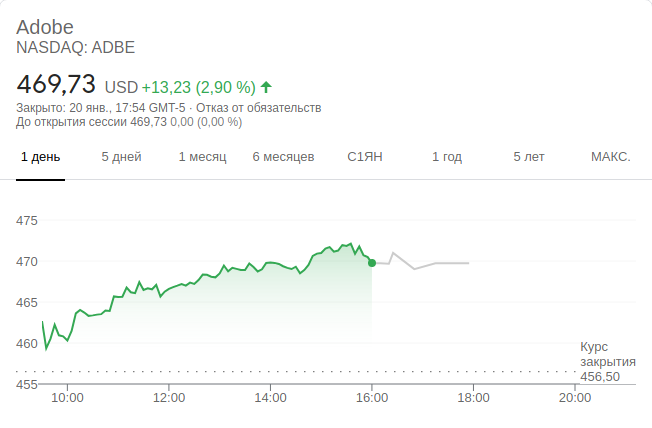 Adobe
NASDAQ: ADBE
469,73 USD +13,23 (2,90 %)
Закрыто: 20 янв., 17:54 GMT-5 · Отказ от обязательств
До открытия сессии 469,73 0,00 (0,00 %)
1 день 5 дней 1 месяц 6 месяцев С1ЯН 1 год 5 лет МАКС.
475
470
465
460
Курс
закрытия
456,50
455
10:00 12:00 14:00 16:00 18:00 20:00